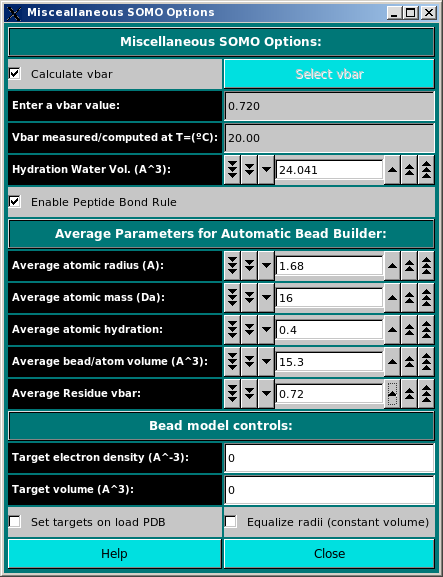 Misceallaneous SOMO Options
Miscellaneous SOMO Options:
Calculate vbar
Select vbar
Enter a vbar value:
0.720
Vbar measured/computed at T=(ºC):
20.00
Hydration Water Vol. (A^3):
24.041
Enable Peptide Bond Rule
Average Parameters for Automatic Bead Builder:
Average atomic radius (A):
1.68
Average atomic mass (Da):
16
Average atomic hydration:
0.4
Average bead/atom volume (A^3):
15.3
Average Residue vbar:
0.72
Bead model controls:
Target electron density (A^-3):
0
Target volume (A^3):
0
Set targets on load PDB
Equalize radii (constant volume)
Help
Close